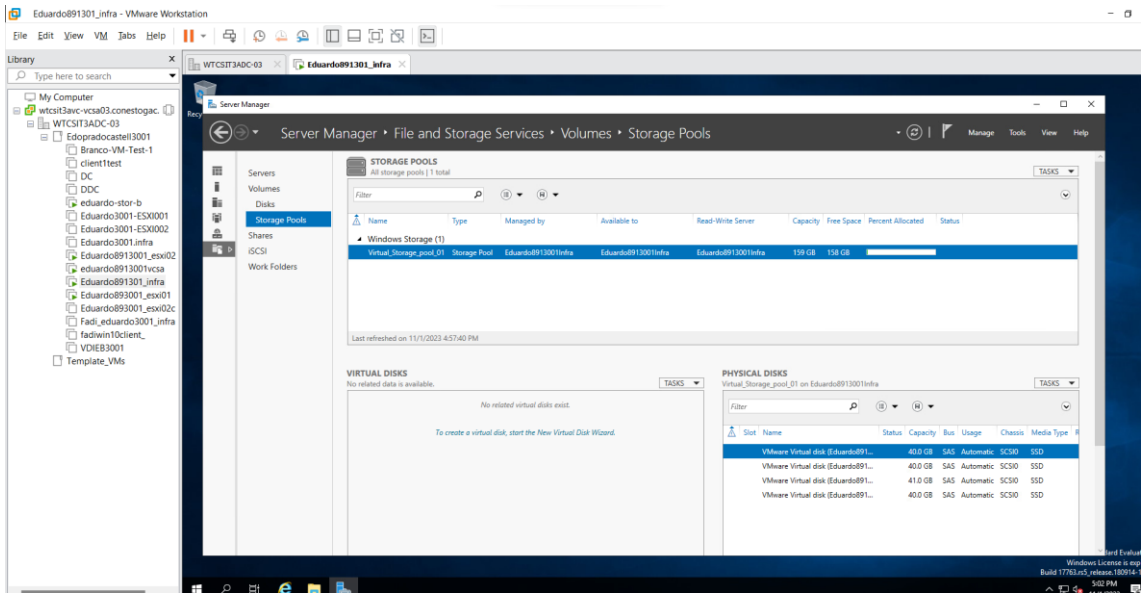 Eduardo891301_infra - VMware Workstation
File Edit View VM Tabs Help
Library
Type here to search
My Computer
wtcsit3avc-vcsa03.conestogac.
WTCSIT3ADC-03
Edopradocastell3001
Branco-VM-Test-1
client1test
DC
DDC
eduardo-stor-b
Eduardo3001-ESXI001
Eduardo3001-ESXI002
Eduardo3001.infra
Eduardo8913001_esxi02
eduardo8913001vcsa
Eduardo891301_infra
Eduardo893001_esxi01
Eduardo893001_esxi02c
Fadi_eduardo3001_infra
fadiwin10client_
VDIEB3001
Template_VMs
WTCSIT3ADC-03 Eduardo891301_infra
Recy
Server Manager
Server Manager • File and Storage Services • Volumes • Storage Pools
Manage Tools View Help
Servers
Volumes
Disks
Storage Pools
Shares
iSCSI
Work Folders
STORAGE POOLS
All storage pools | 1 total
TASKS
Filter
Name Type Managed by Available to Read-Write Server Capacity Free Space Percent Allocated Status
Windows Storage (1)
Virtual_Storage_pool_01 Storage Pool Eduardo8913001Infra Eduardo8913001Infra Eduardo8913001Infra 159 GB 158 GB
Last refreshed on 11/1/2023 4:57:40 PM
VIRTUAL DISKS
No related data is available.
TASKS
No related virtual disks exist.
To create a virtual disk, start the New Virtual Disk Wizard.
PHYSICAL DISKS
Virtual_Storage_pool_01 on Eduardo8913001Infra
TASKS
Filter
Slot Name Status Capacity Bus Usage Chassis Media Type R
VMware Virtual disk (Eduardo891... 40.0 GB SAS Automatic SCSI0 SSD
VMware Virtual disk (Eduardo891... 40.0 GB SAS Automatic SCSI0 SSD
VMware Virtual disk (Eduardo891... 41.0 GB SAS Automatic SCSI0 SSD
VMware Virtual disk (Eduardo891... 40.0 GB SAS Automatic SCSI0 SSD
dard Evaluat
Windows License is exp
Build 17763.rs5_release.180914-1
5:02 PM